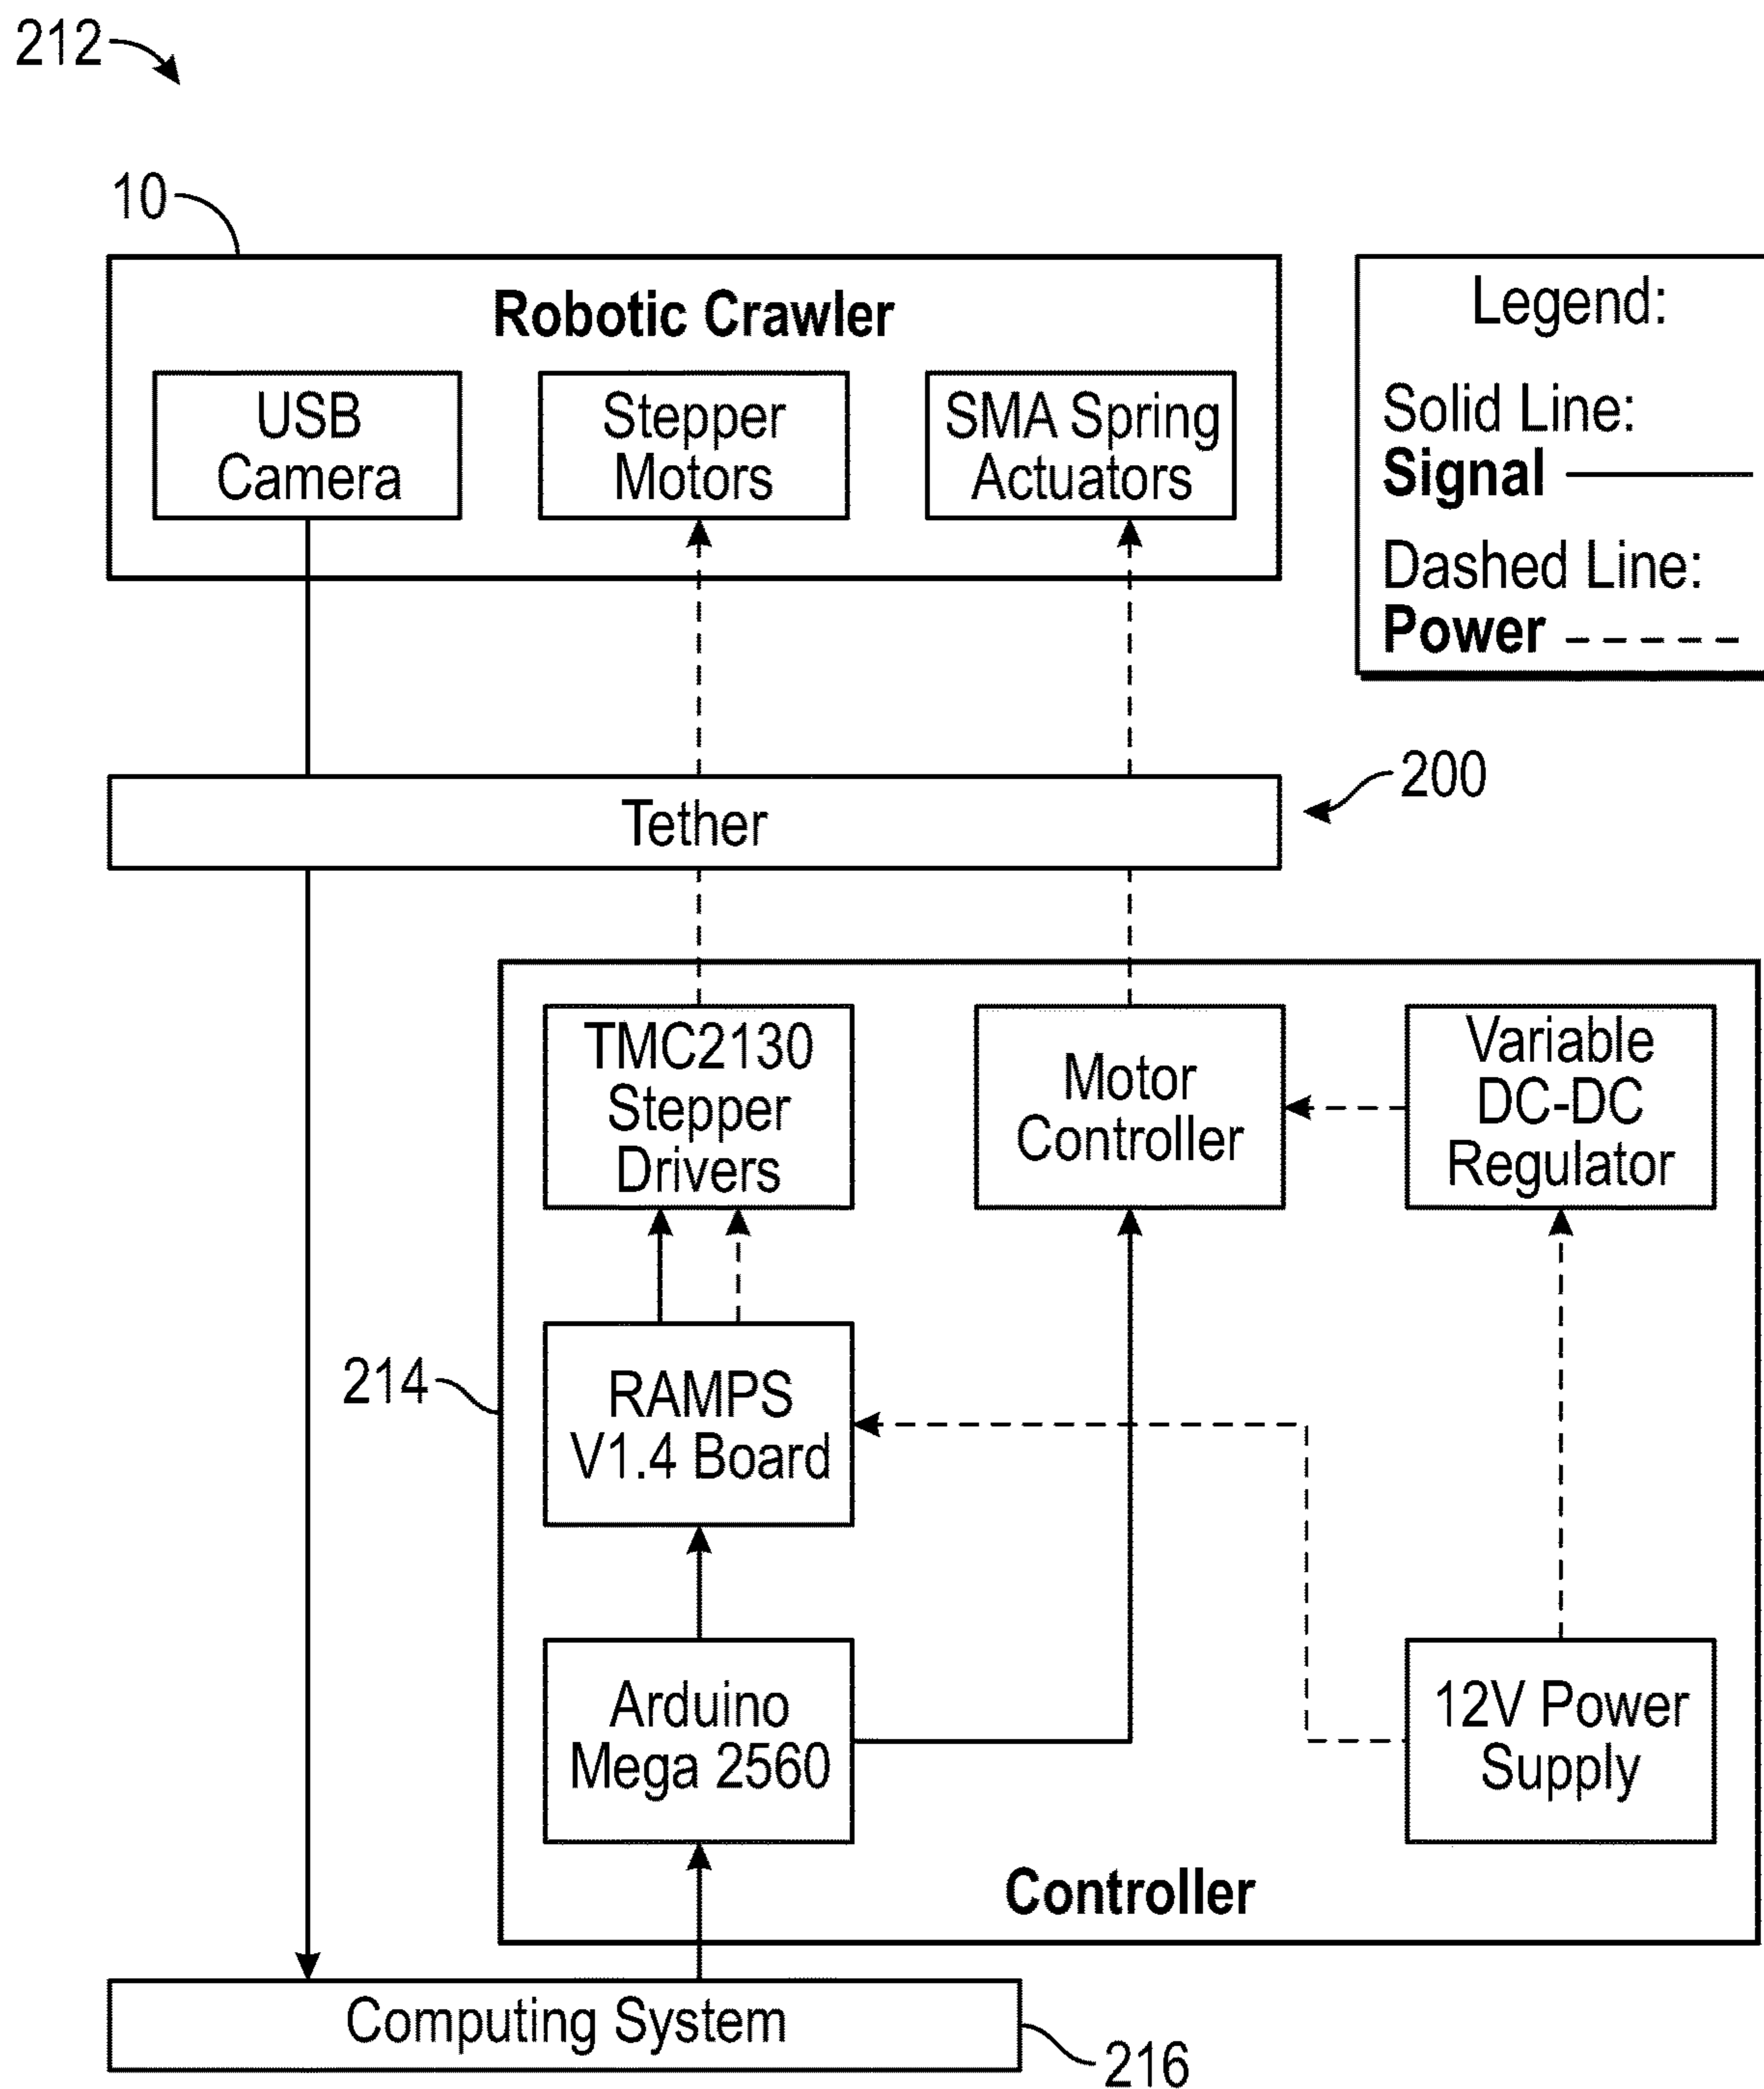 212
10
Robotic Crawler
USB
Camera
Stepper
Motors
SMA Spring
Actuators
Legend:
Solid Line:
Signal
Dashed Line:
Power
Tether
200
TMC2130
Stepper
Drivers
Motor
Controller
Variable
DC-DC
Regulator
214
RAMPS
V1.4 Board
Arduino
Mega 2560
12V Power
Supply
Controller
Computing System
216